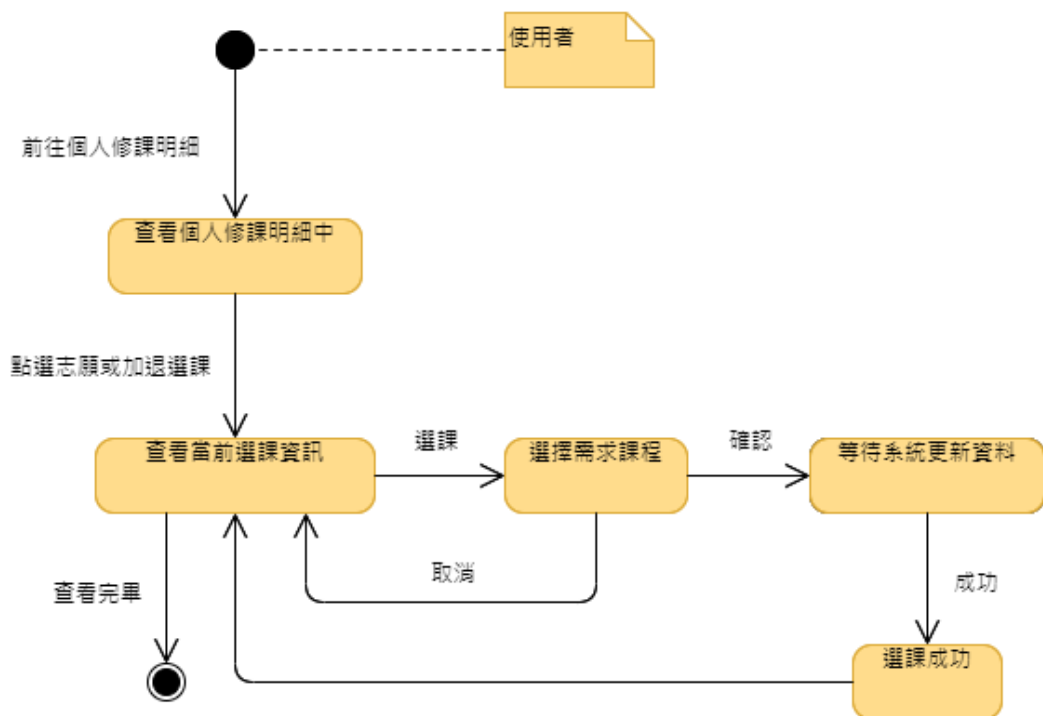 使用者
前往個人修課明細
查看個人修課明細中
點選志願或加退選課
查看當前選課資訊
選課
選擇需求課程
確認
等待系統更新資料
取消
查看完畢
成功
選課成功